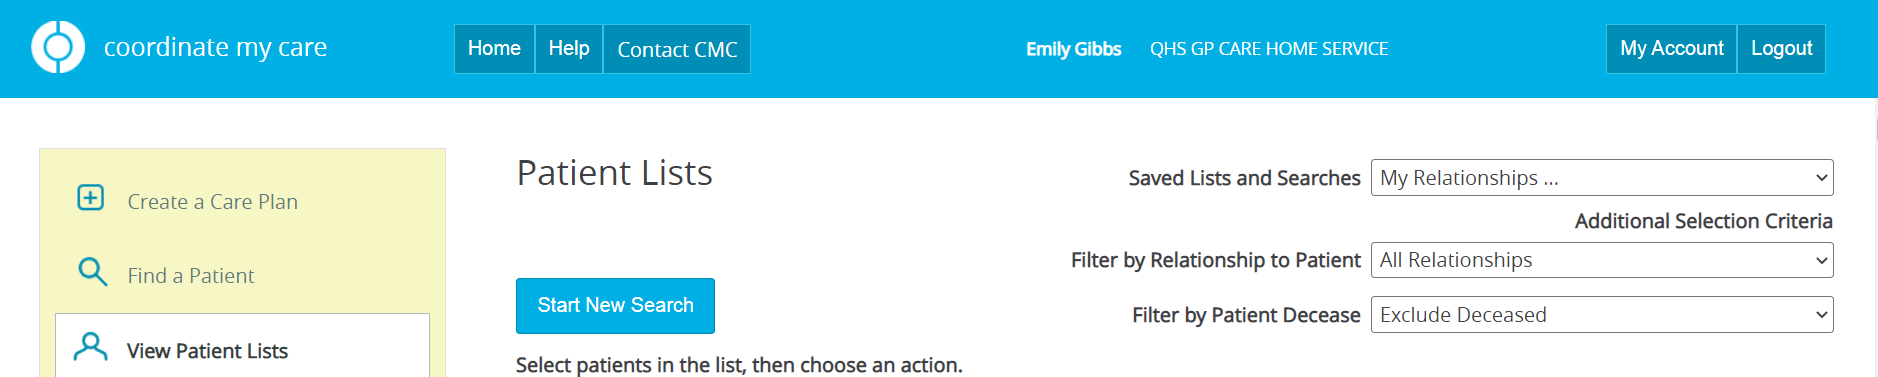 coordinate my care
Home Help Contact CMC
Emily Gibbs QHS GP CARE HOME SERVICE
My Account Logout
Create a Care Plan
Find a Patient
View Patient Lists
Patient Lists
Saved Lists and Searches My Relationships ...
Additional Selection Criteria
Filter by Relationship to Patient All Relationships
Filter by Patient Decease Exclude Deceased
Start New Search
Select patients in the list, then choose an action.